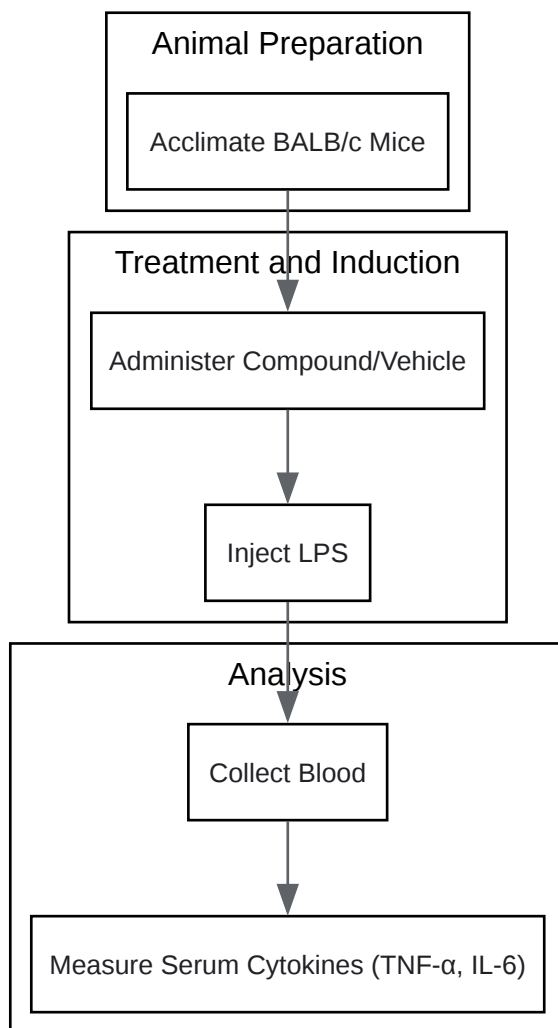 Animal Preparation
Acclimate BALB/c Mice
Treatment and Induction
Administer Compound/Vehicle
Inject LPS
Analysis
Collect Blood
Measure Serum Cytokines (TNF-α, IL-6)